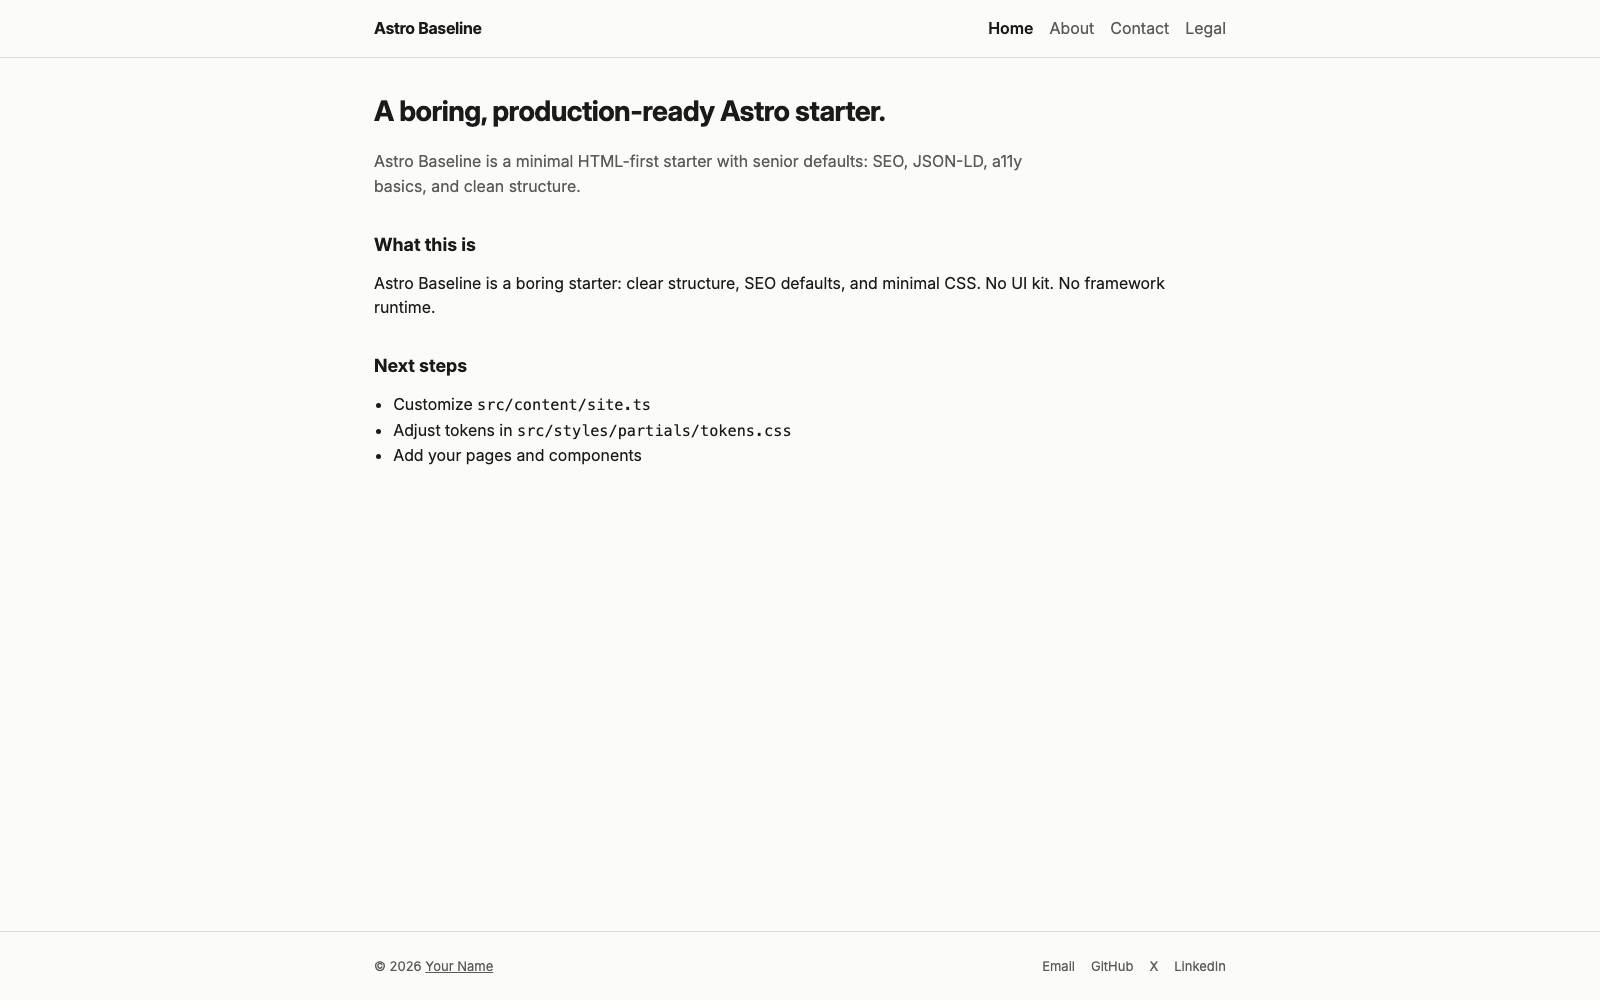 Astro Baseline
Home About Contact Legal
A boring, production-ready Astro starter.
Astro Baseline is a minimal HTML-first starter with senior defaults: SEO, JSON-LD, a11y
basics, and clean structure.
What this is
Astro Baseline is a boring starter: clear structure, SEO defaults, and minimal CSS. No UI kit. No framework
runtime.
Next steps
• Customize src/content/site.ts
• Adjust tokens in src/styles/partials/tokens.css
• Add your pages and components
© 2026 Your Name
Email GitHub X LinkedIn